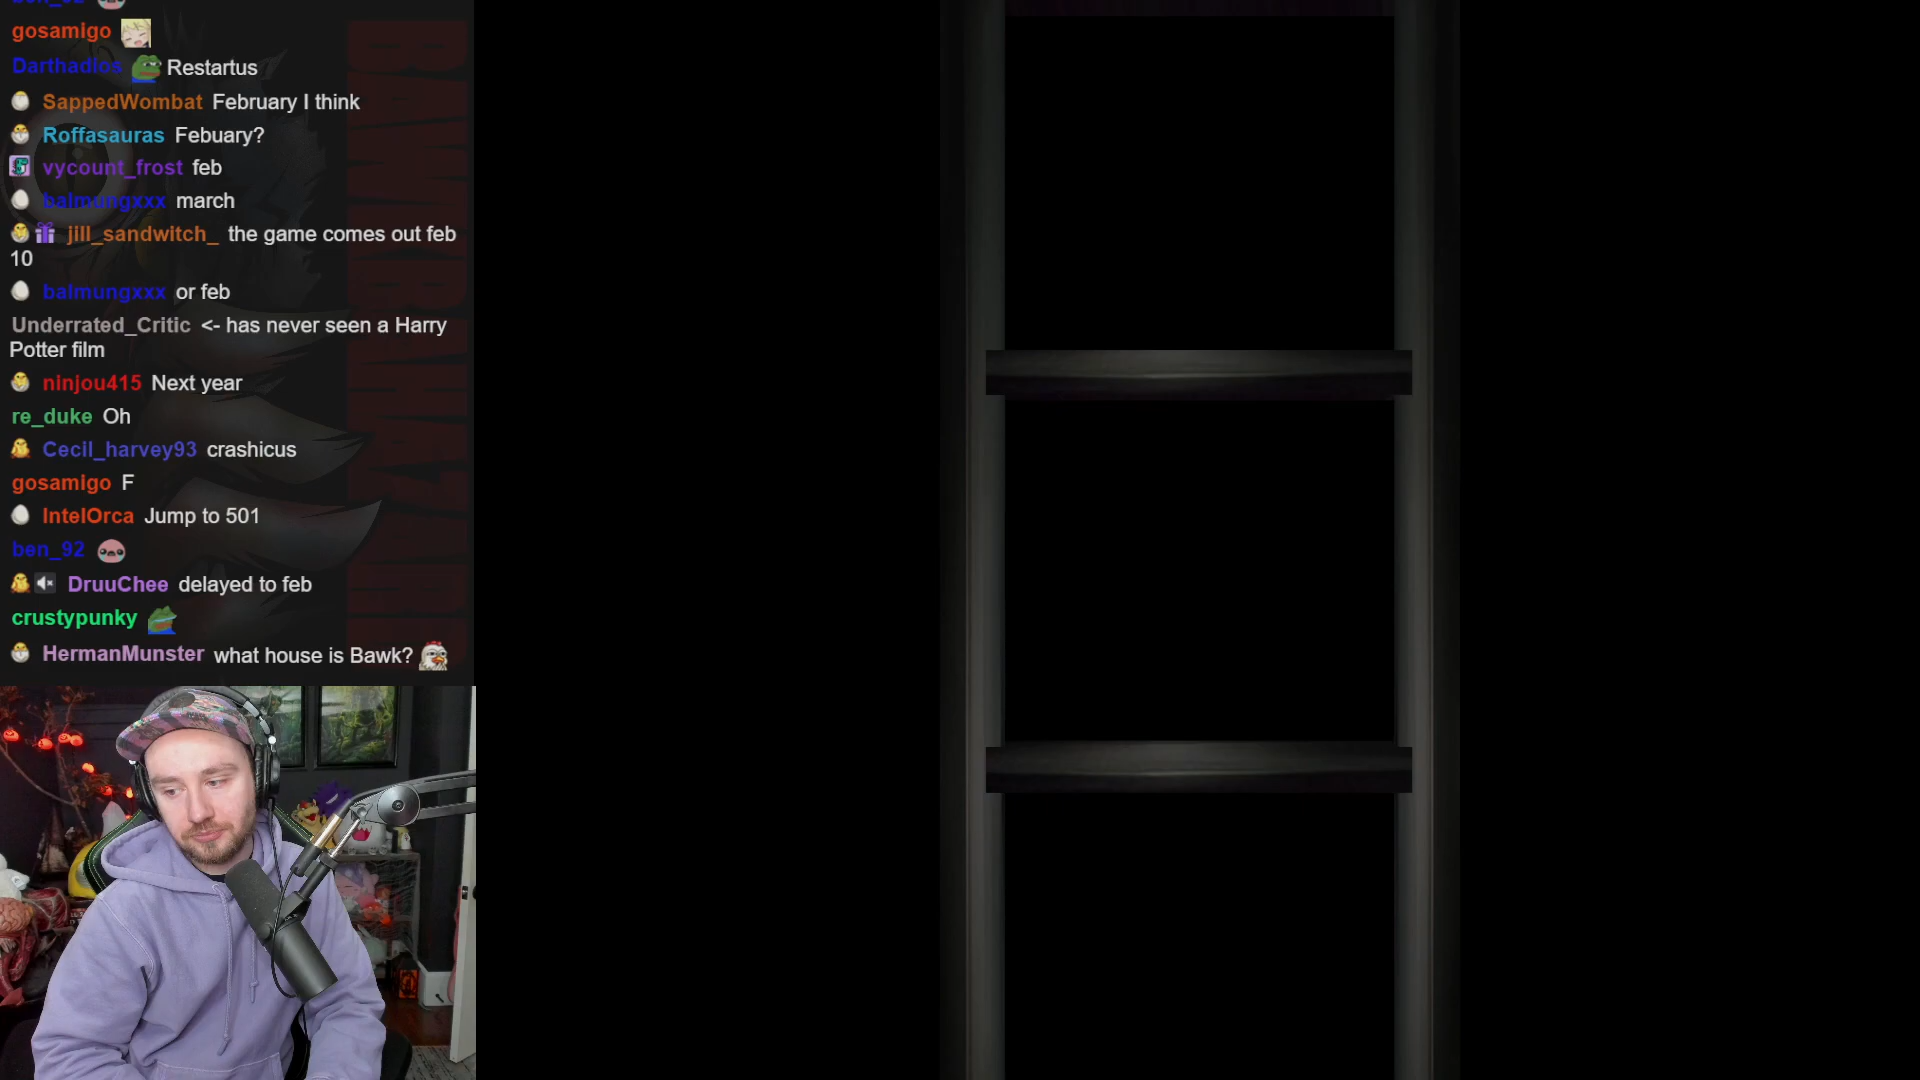 ben_92
gosamigo
Darthadios Restartus
SappedWombat February I think
Roffasauras Febuary?
vycount_frost feb
balmungxxx march
jill_sandwitch_ the game comes out feb
10
balmungxxx or feb
Underrated_Critic <- has never seen a Harry
Potter film
ninjou415 Next year
re_duke Oh
Cecil_harvey93 crashicus
gosamigo F
IntelOrca Jump to 501
ben_92
DruuChee delayed to feb
crustypunky
HermanMunster what house is Bawk?